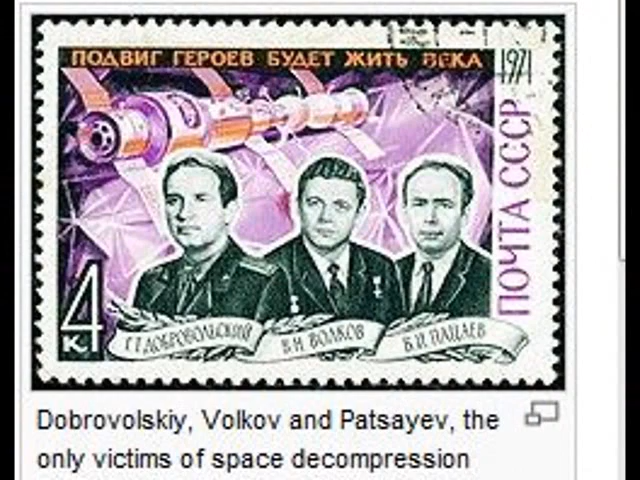 ПОДВИГ ГЕРОЕВ БУДЕТ ЖИТЬ ВЕКА
1971
ПОЧТА СССР
4
К
Г.Т. ДОБРОВОЛЬСКИЙ
В.Н. ВОЛКОВ
В.И. ПАЦАЕВ
Dobrovolskiy, Volkov and Patsayev, the
only victims of space decompression